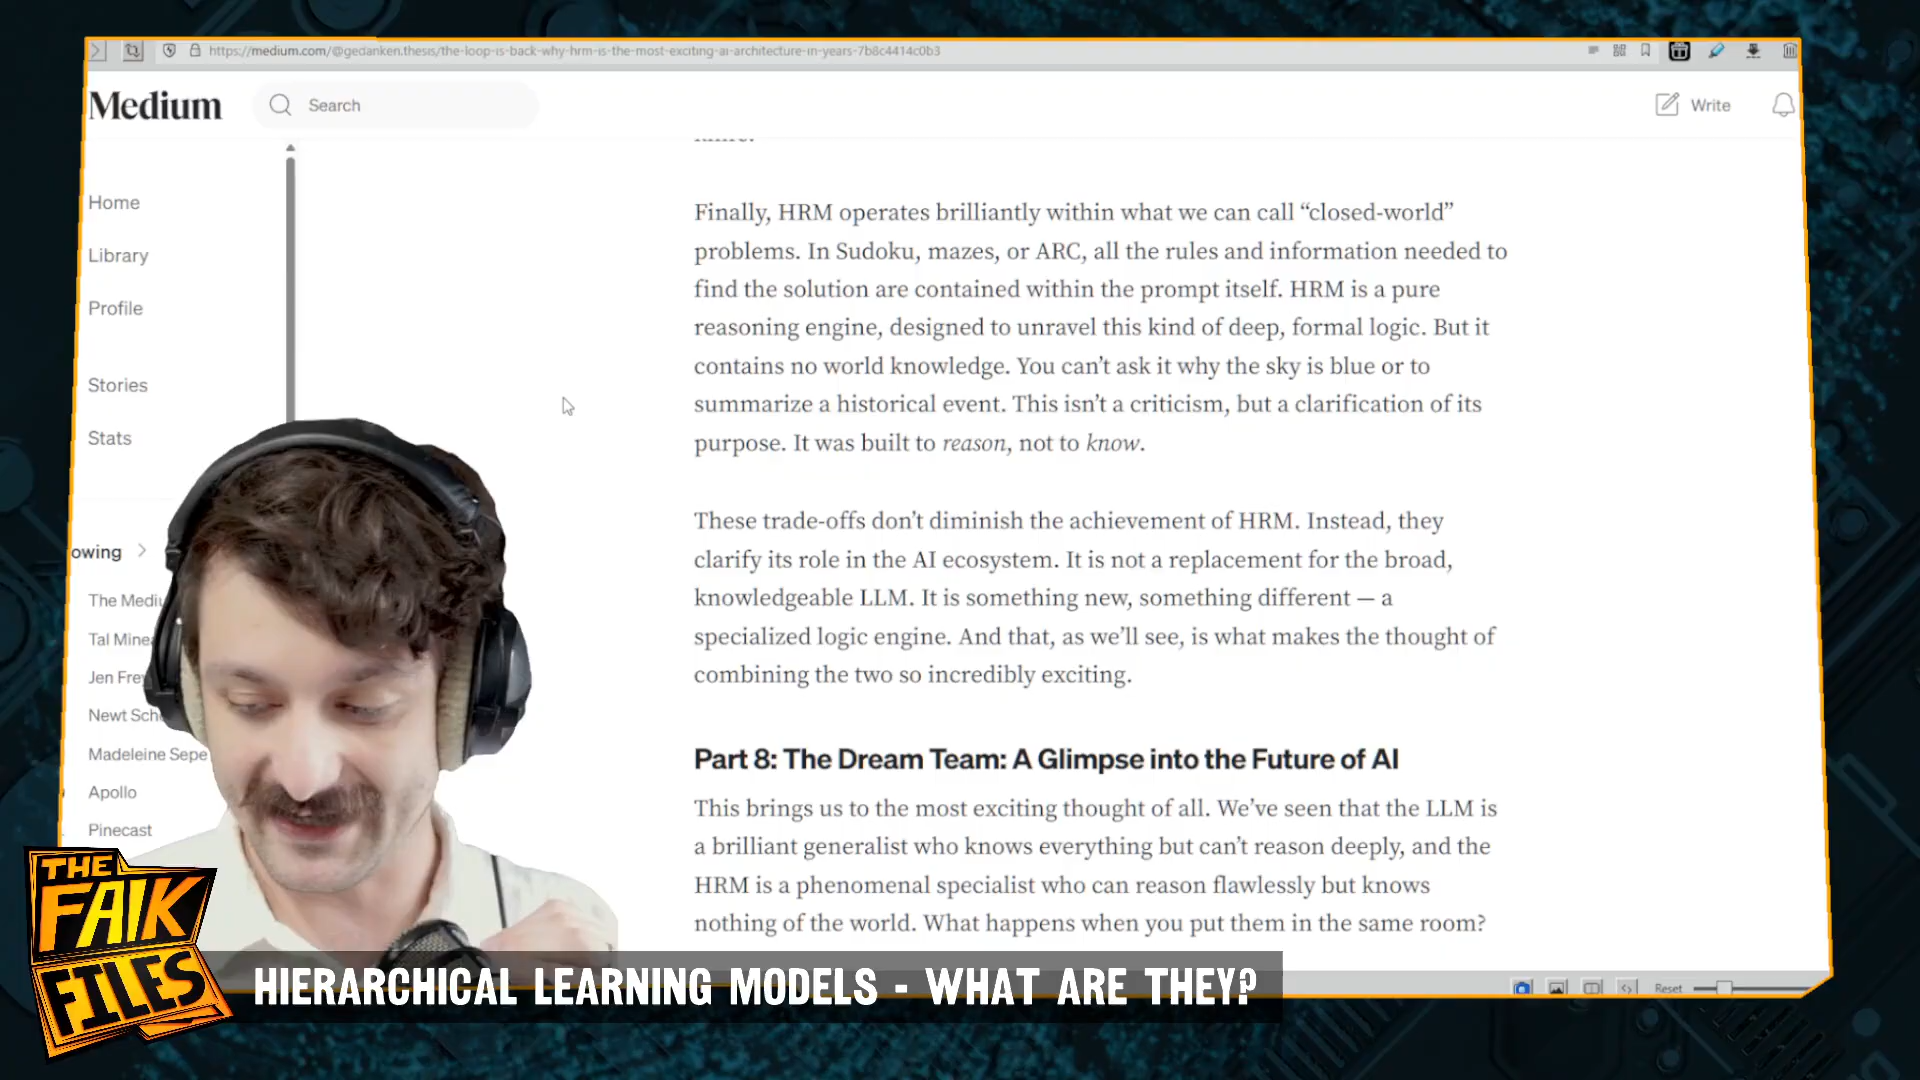 https://medium.com/@gedanken.thesis/the-loop-is-back-why-hrm-is-the-most-exciting-ai-architecture-in-years-7b8c4414c0b3
Medium
Search
Write
Home
Library
Profile
Stories
Stats
owing
The Mediu
Tal Mine
Jen Fre
Newt Sch
Madeleine Sepe
Apollo
Pinecast
Finally, HRM operates brilliantly within what we can call “closed-world”
problems. In Sudoku, mazes, or ARC, all the rules and information needed to
find the solution are contained within the prompt itself. HRM is a pure
reasoning engine, designed to unravel this kind of deep, formal logic. But it
contains no world knowledge. You can’t ask it why the sky is blue or to
summarize a historical event. This isn’t a criticism, but a clarification of its
purpose. It was built to reason, not to know.
These trade-offs don’t diminish the achievement of HRM. Instead, they
clarify its role in the AI ecosystem. It is not a replacement for the broad,
knowledgeable LLM. It is something new, something different — a
specialized logic engine. And that, as we’ll see, is what makes the thought of
combining the two so incredibly exciting.
Part 8: The Dream Team: A Glimpse into the Future of AI
This brings us to the most exciting thought of all. We’ve seen that the LLM is
a brilliant generalist who knows everything but can’t reason deeply, and the
HRM is a phenomenal specialist who can reason flawlessly but knows
nothing of the world. What happens when you put them in the same room?
Reset
THE
FAIK
FILES
HIERARCHICAL LEARNING MODELS - WHAT ARE THEY?